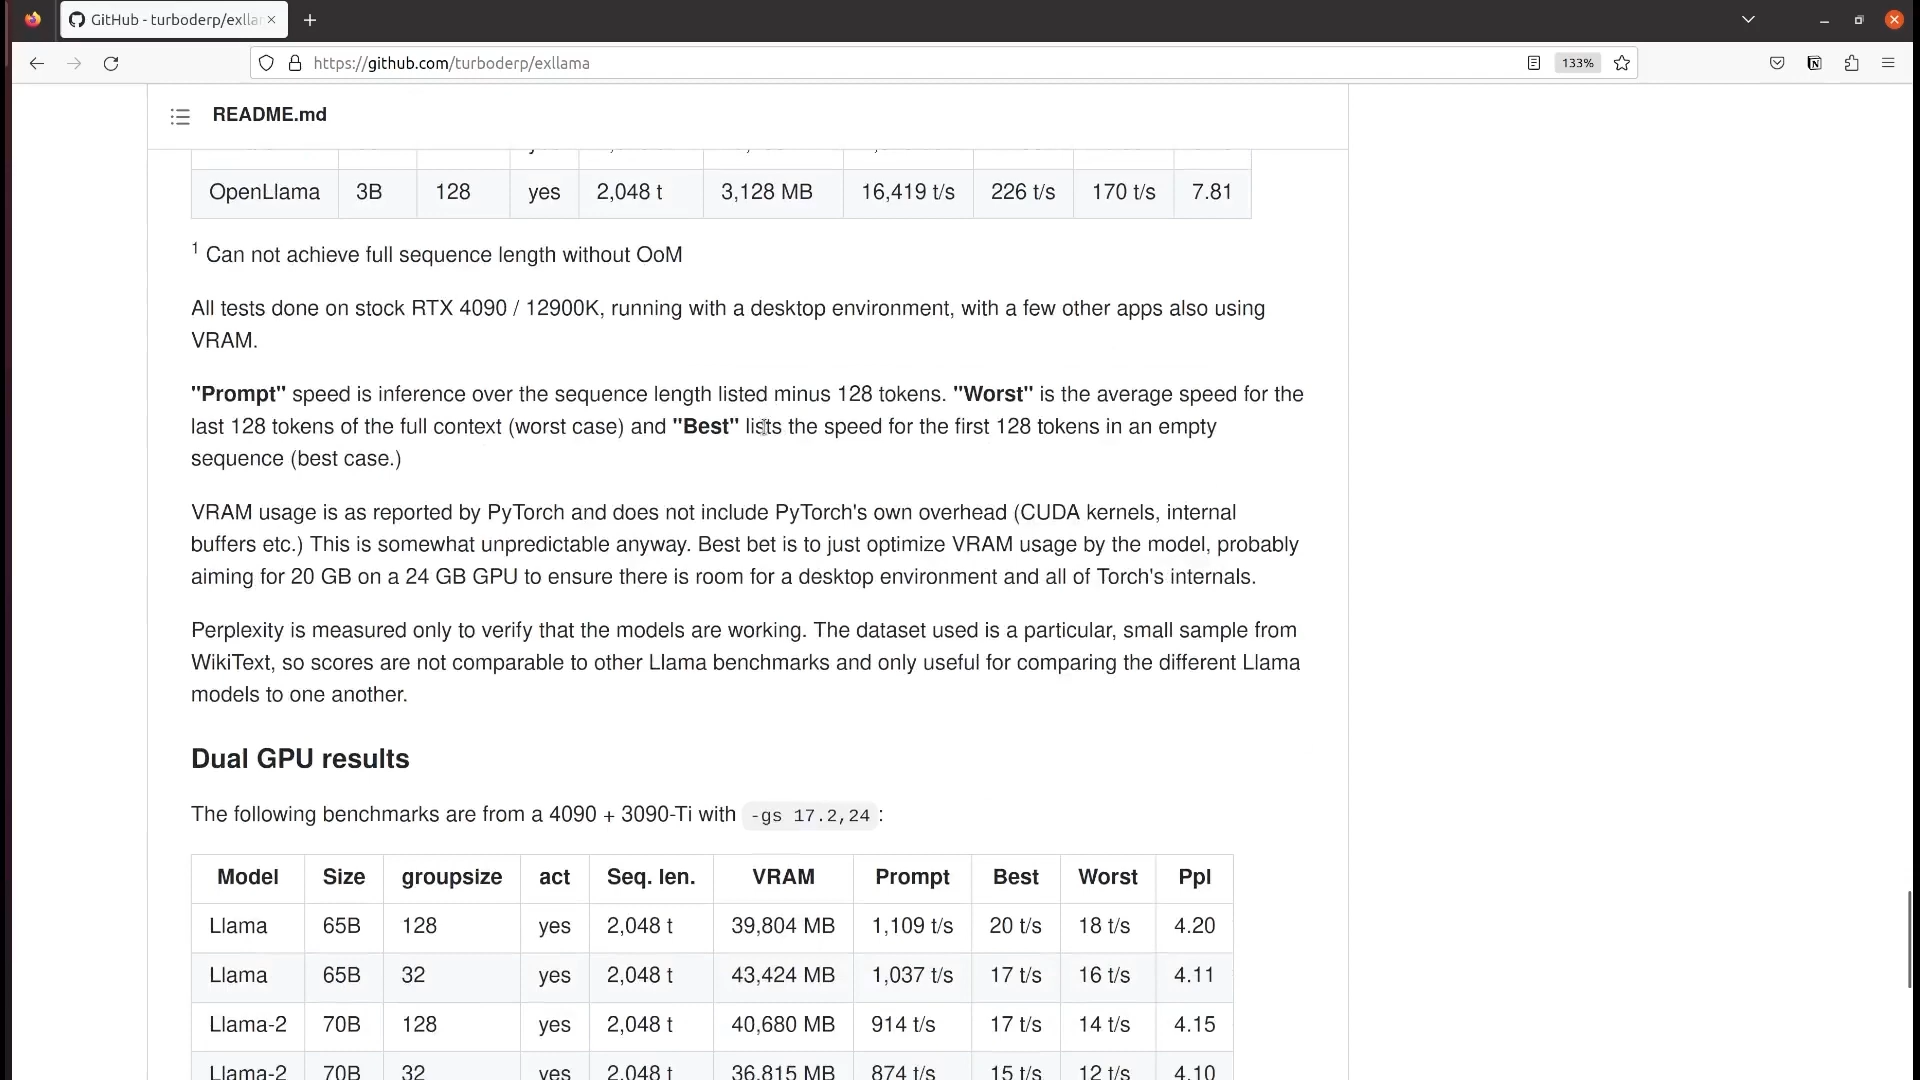 GitHub - turboderp/exlla
https://github.com/turboderp/exllama
133%
README.md
OpenLlama 3B 128 yes 2,048 t 3,128 MB 16,419 t/s 226 t/s 170 t/s 7.81
1 Can not achieve full sequence length without OoM
All tests done on stock RTX 4090 / 12900K, running with a desktop environment, with a few other apps also using
VRAM.
"Prompt" speed is inference over the sequence length listed minus 128 tokens. "Worst" is the average speed for the
last 128 tokens of the full context (worst case) and "Best" lists the speed for the first 128 tokens in an empty
sequence (best case.)
VRAM usage is as reported by PyTorch and does not include PyTorch's own overhead (CUDA kernels, internal
buffers etc.) This is somewhat unpredictable anyway. Best bet is to just optimize VRAM usage by the model, probably
aiming for 20 GB on a 24 GB GPU to ensure there is room for a desktop environment and all of Torch's internals.
Perplexity is measured only to verify that the models are working. The dataset used is a particular, small sample from
WikiText, so scores are not comparable to other Llama benchmarks and only useful for comparing the different Llama
models to one another.
Dual GPU results
The following benchmarks are from a 4090 + 3090-Ti with -gs 17.2,24 :
Model Size groupsize act Seq. len. VRAM Prompt Best Worst Ppl
Llama 65B 128 yes 2,048 t 39,804 MB 1,109 t/s 20 t/s 18 t/s 4.20
Llama 65B 32 yes 2,048 t 43,424 MB 1,037 t/s 17 t/s 16 t/s 4.11
Llama-2 70B 128 yes 2,048 t 40,680 MB 914 t/s 17 t/s 14 t/s 4.15
Llama-2 70B 32 yes 2,048 t 36,815 MB 874 t/s 15 t/s 12 t/s 4.10